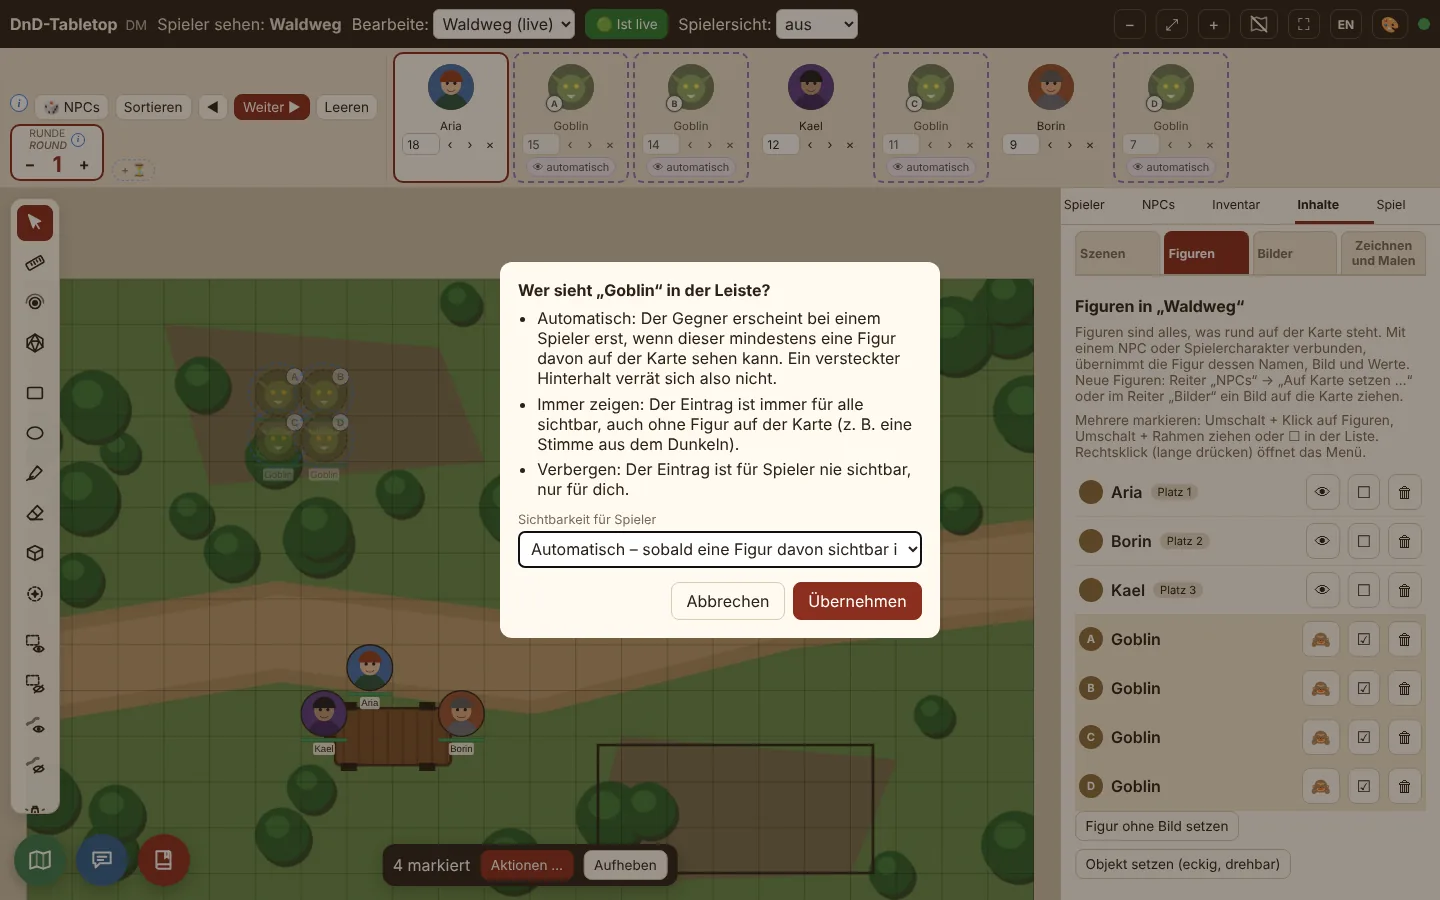 DnD-Tabletop DM Spieler sehen: Waldweg Bearbeite: Waldweg (live) Ist live Spielersicht: aus − + EN
i NPCs Sortieren ◀ Weiter ▶ Leeren
RUNDE
ROUND i
− 1 +
+ ⏳
Aria
18 ‹ › ×
A
Goblin
15 ‹ › ×
automatisch
B
Goblin
14 ‹ › ×
automatisch
Kael
12 ‹ › ×
C
Goblin
11 ‹ › ×
automatisch
Borin
9 ‹ › ×
D
Goblin
7 ‹ › ×
automatisch
Spieler NPCs Inventar Inhalte Spiel
Szenen Figuren Bilder Zeichnen
und Malen
Figuren in „Waldweg“
Figuren sind alles, was rund auf der Karte steht. Mit
einem NPC oder Spielercharakter verbunden,
übernimmt die Figur dessen Namen, Bild und Werte.
Neue Figuren: Reiter „NPCs“ → „Auf Karte setzen …“
oder im Reiter „Bilder“ ein Bild auf die Karte ziehen.
Mehrere markieren: Umschalt + Klick auf Figuren,
Umschalt + Rahmen ziehen oder ☐ in der Liste.
Rechtsklick (lange drücken) öffnet das Menü.
Aria Platz 1
Borin Platz 2
Kael Platz 3
A Goblin
B Goblin
C Goblin
D Goblin
Figur ohne Bild setzen
Objekt setzen (eckig, drehbar)
Wer sieht „Goblin“ in der Leiste?
• Automatisch: Der Gegner erscheint bei einem
Spieler erst, wenn dieser mindestens eine Figur
davon auf der Karte sehen kann. Ein versteckter
Hinterhalt verrät sich also nicht.
• Immer zeigen: Der Eintrag ist immer für alle
sichtbar, auch ohne Figur auf der Karte (z. B. eine
Stimme aus dem Dunkeln).
• Verbergen: Der Eintrag ist für Spieler nie sichtbar,
nur für dich.
Sichtbarkeit für Spieler
Automatisch – sobald eine Figur davon sichtbar i
Abbrechen Übernehmen
A B
C D
Goblin Goblin
Aria
Kael Borin
4 markiert Aktionen … Aufheben